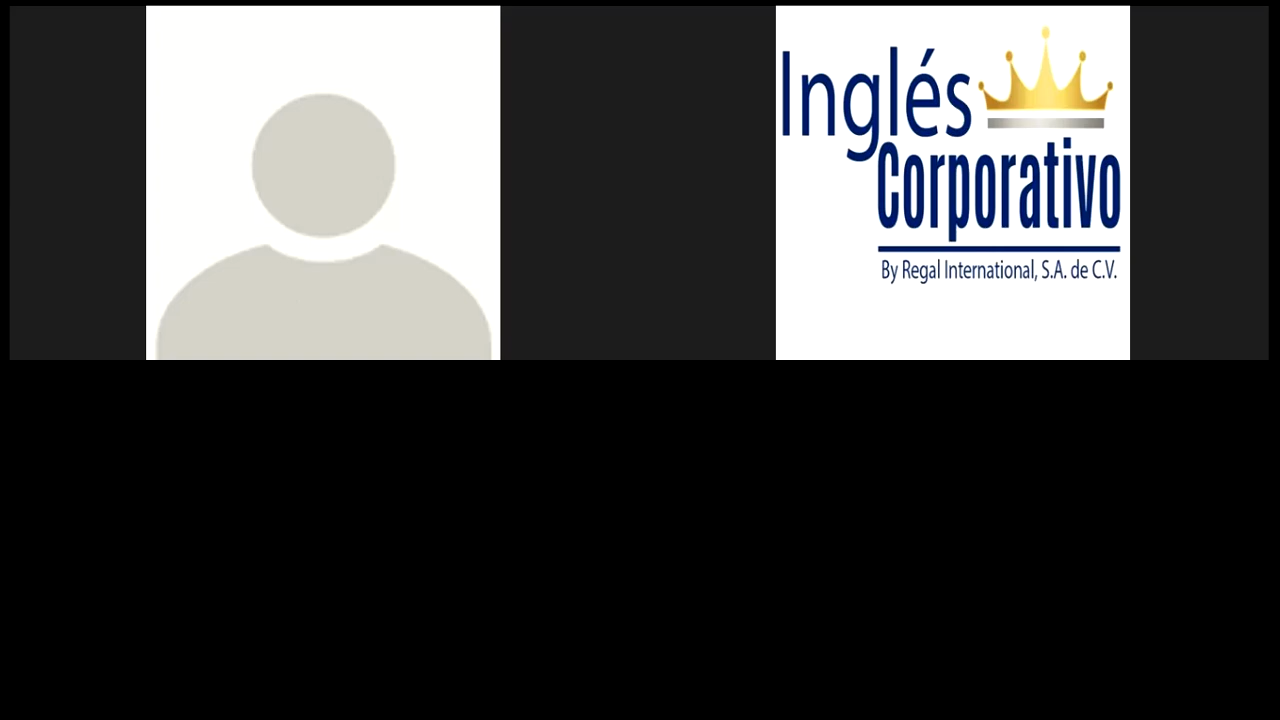 Inglés
Corporativo
By Regal International, S.A. de C.V.